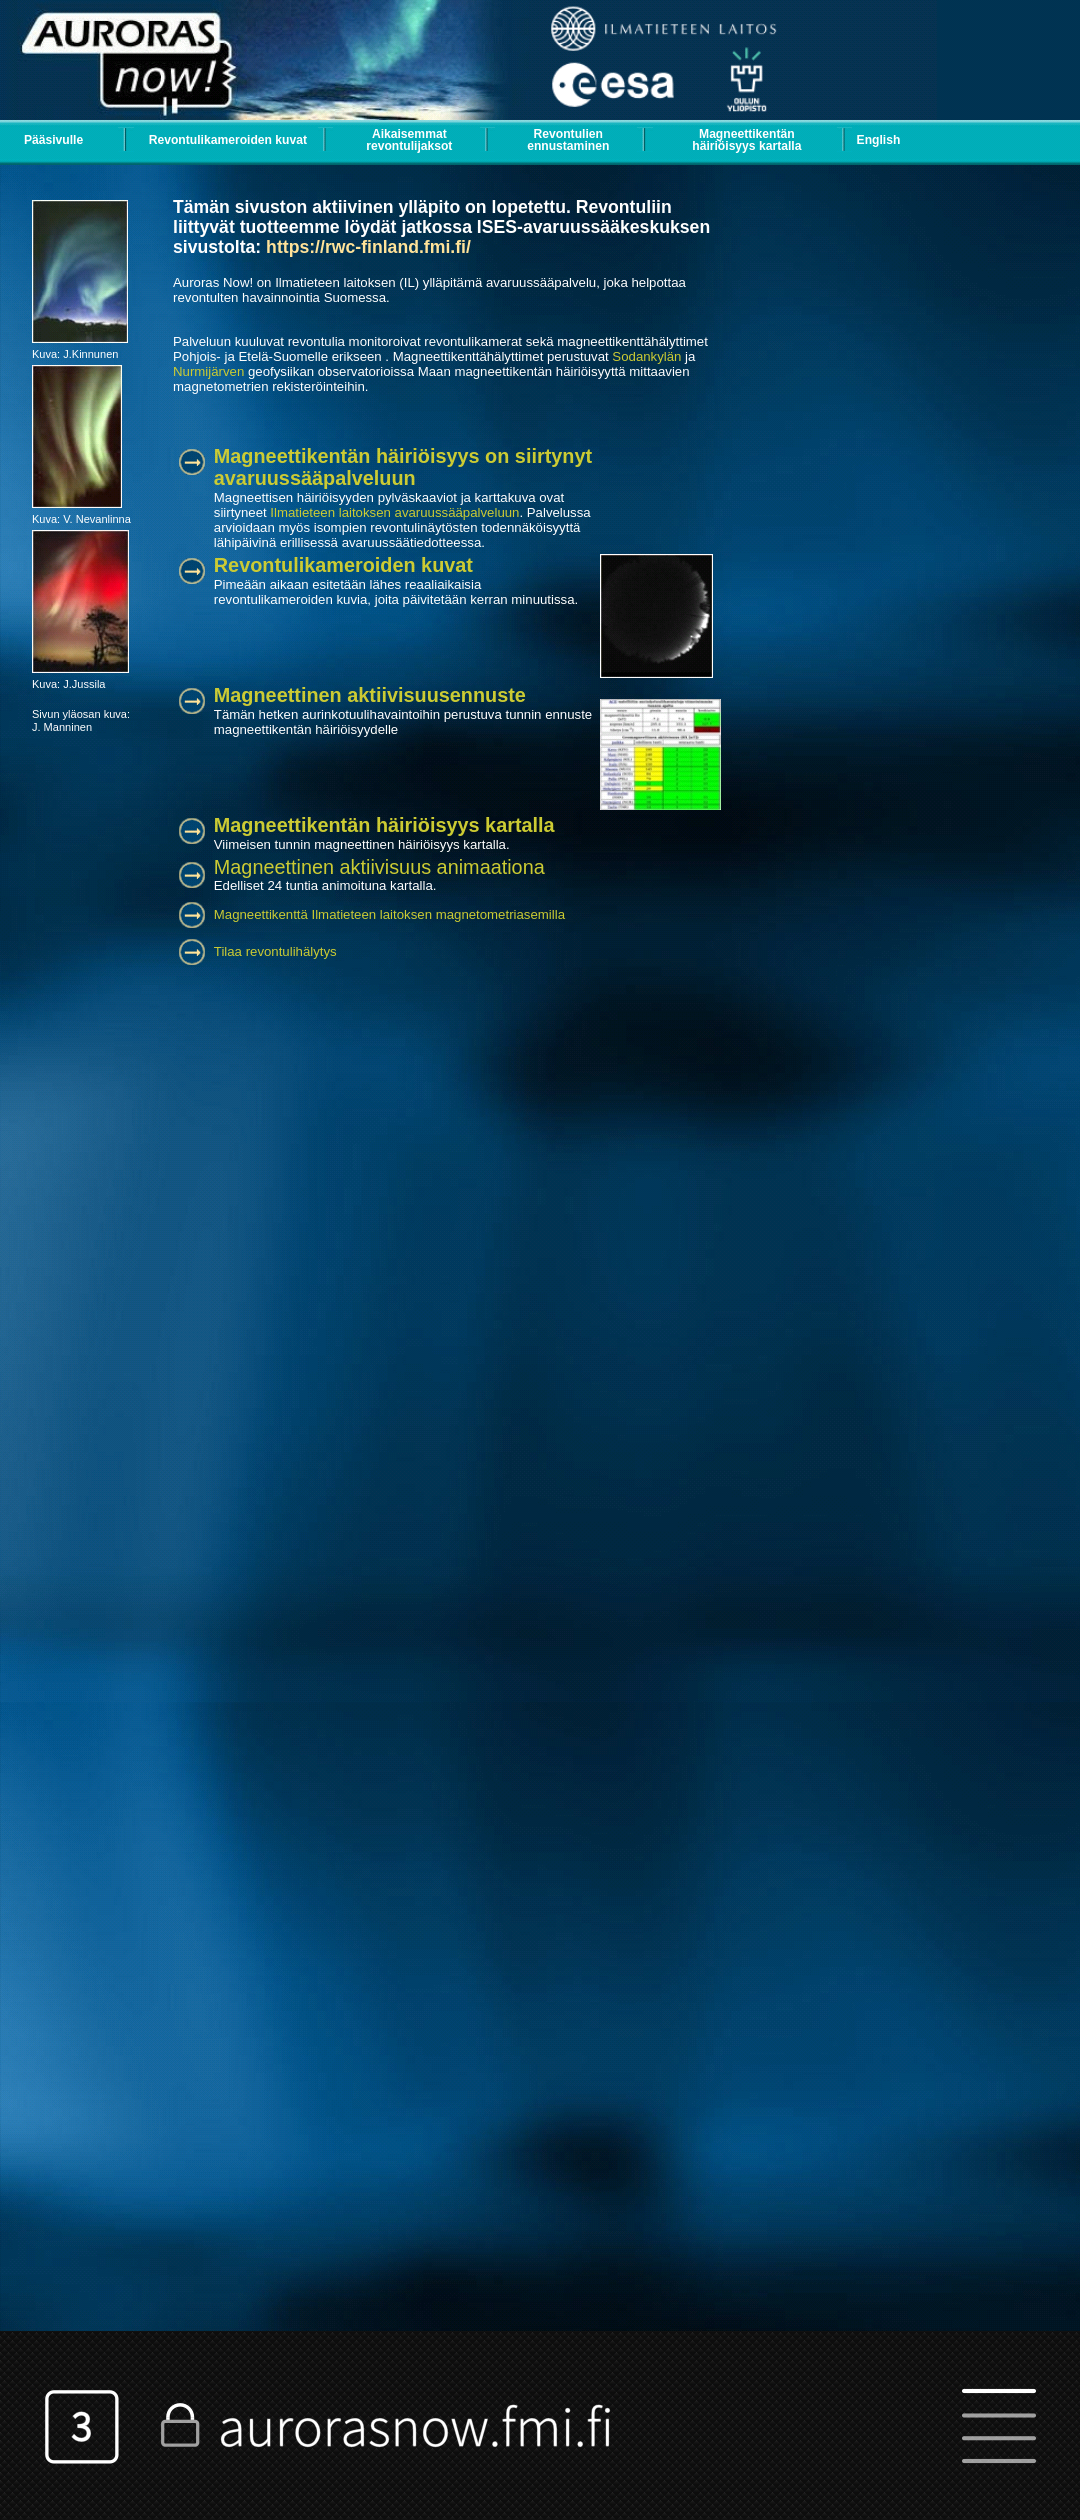 AURORAS
now!
ILMATIETEEN LAITOS
esa
OULUN
YLIOPISTO
Pääsivulle
Revontulikameroiden kuvat
Aikaisemmat
revontulijaksot
Revontulien
ennustaminen
Magneettikentän
häiriöisyys kartalla
English
Tämän sivuston aktiivinen ylläpito on lopetettu. Revontuliin
liittyvät tuotteemme löydät jatkossa ISES-avaruussääkeskuksen
sivustolta: https://rwc-finland.fmi.fi/
Auroras Now! on Ilmatieteen laitoksen (IL) ylläpitämä avaruussääpalvelu, joka helpottaa
revontulten havainnointia Suomessa.
Palveluun kuuluvat revontulia monitoroivat revontulikamerat sekä magneettikenttähälyttimet
Pohjois- ja Etelä-Suomelle erikseen . Magneettikenttähälyttimet perustuvat Sodankylän ja
Nurmijärven geofysiikan observatorioissa Maan magneettikentän häiriöisyyttä mittaavien
magnetometrien rekisteröinteihin.
Kuva: J.Kinnunen
Kuva: V. Nevanlinna
Kuva: J.Jussila
Sivun yläosan kuva:
J. Manninen
Magneettikentän häiriöisyys on siirtynyt
avaruussääpalveluun
Magneettisen häiriöisyyden pylväskaaviot ja karttakuva ovat
siirtyneet Ilmatieteen laitoksen avaruussääpalveluun. Palvelussa
arvioidaan myös isompien revontulinäytösten todennäköisyyttä
lähipäivinä erillisessä avaruussäätiedotteessa.
Revontulikameroiden kuvat
Pimeään aikaan esitetään lähes reaaliaikaisia
revontulikameroiden kuvia, joita päivitetään kerran minuutissa.
Magneettinen aktiivisuusennuste
Tämän hetken aurinkotuulihavaintoihin perustuva tunnin ennuste
magneettikentän häiriöisyydelle
Magneettikentän häiriöisyys kartalla
Viimeisen tunnin magneettinen häiriöisyys kartalla.
Magneettinen aktiivisuus animaationa
Edelliset 24 tuntia animoituna kartalla.
Magneettikenttä Ilmatieteen laitoksen magnetometriasemilla
Tilaa revontulihälytys
3
aurorasnow.fmi.fi